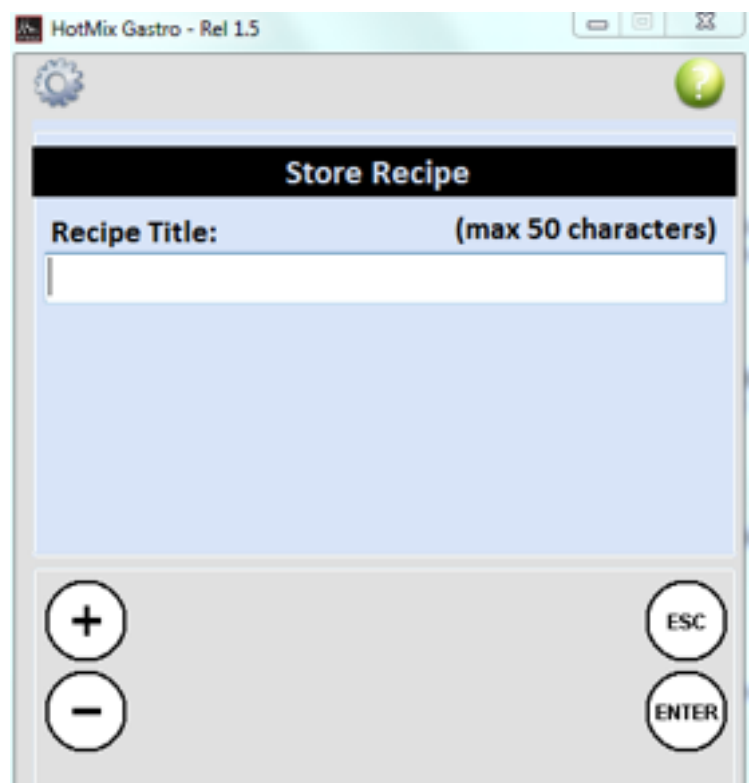 HotMix Gastro - Rel 1.5
?
Store Recipe
Recipe Title: (max 50 characters)
+
ESC
-
ENTER